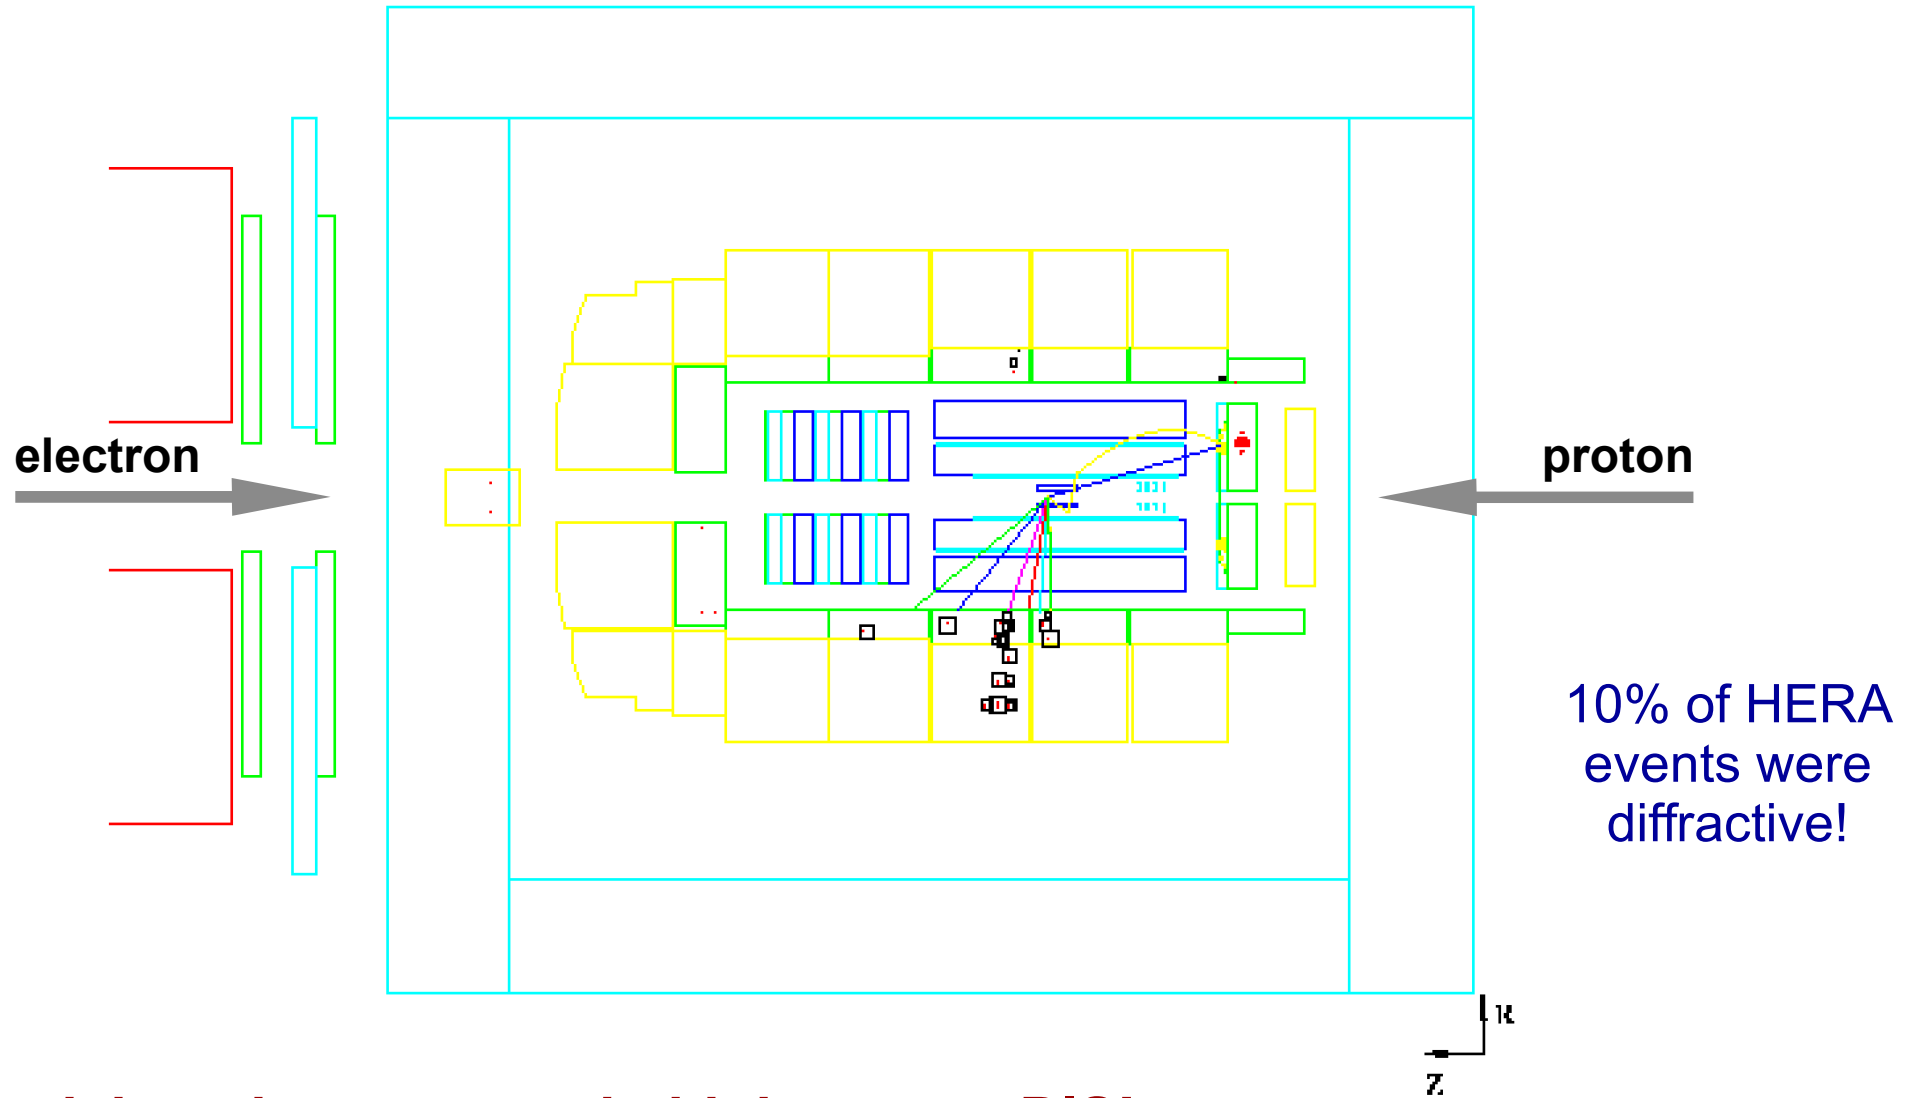 electron
proton
10% of HERA
events were
diffractive!
R
Z